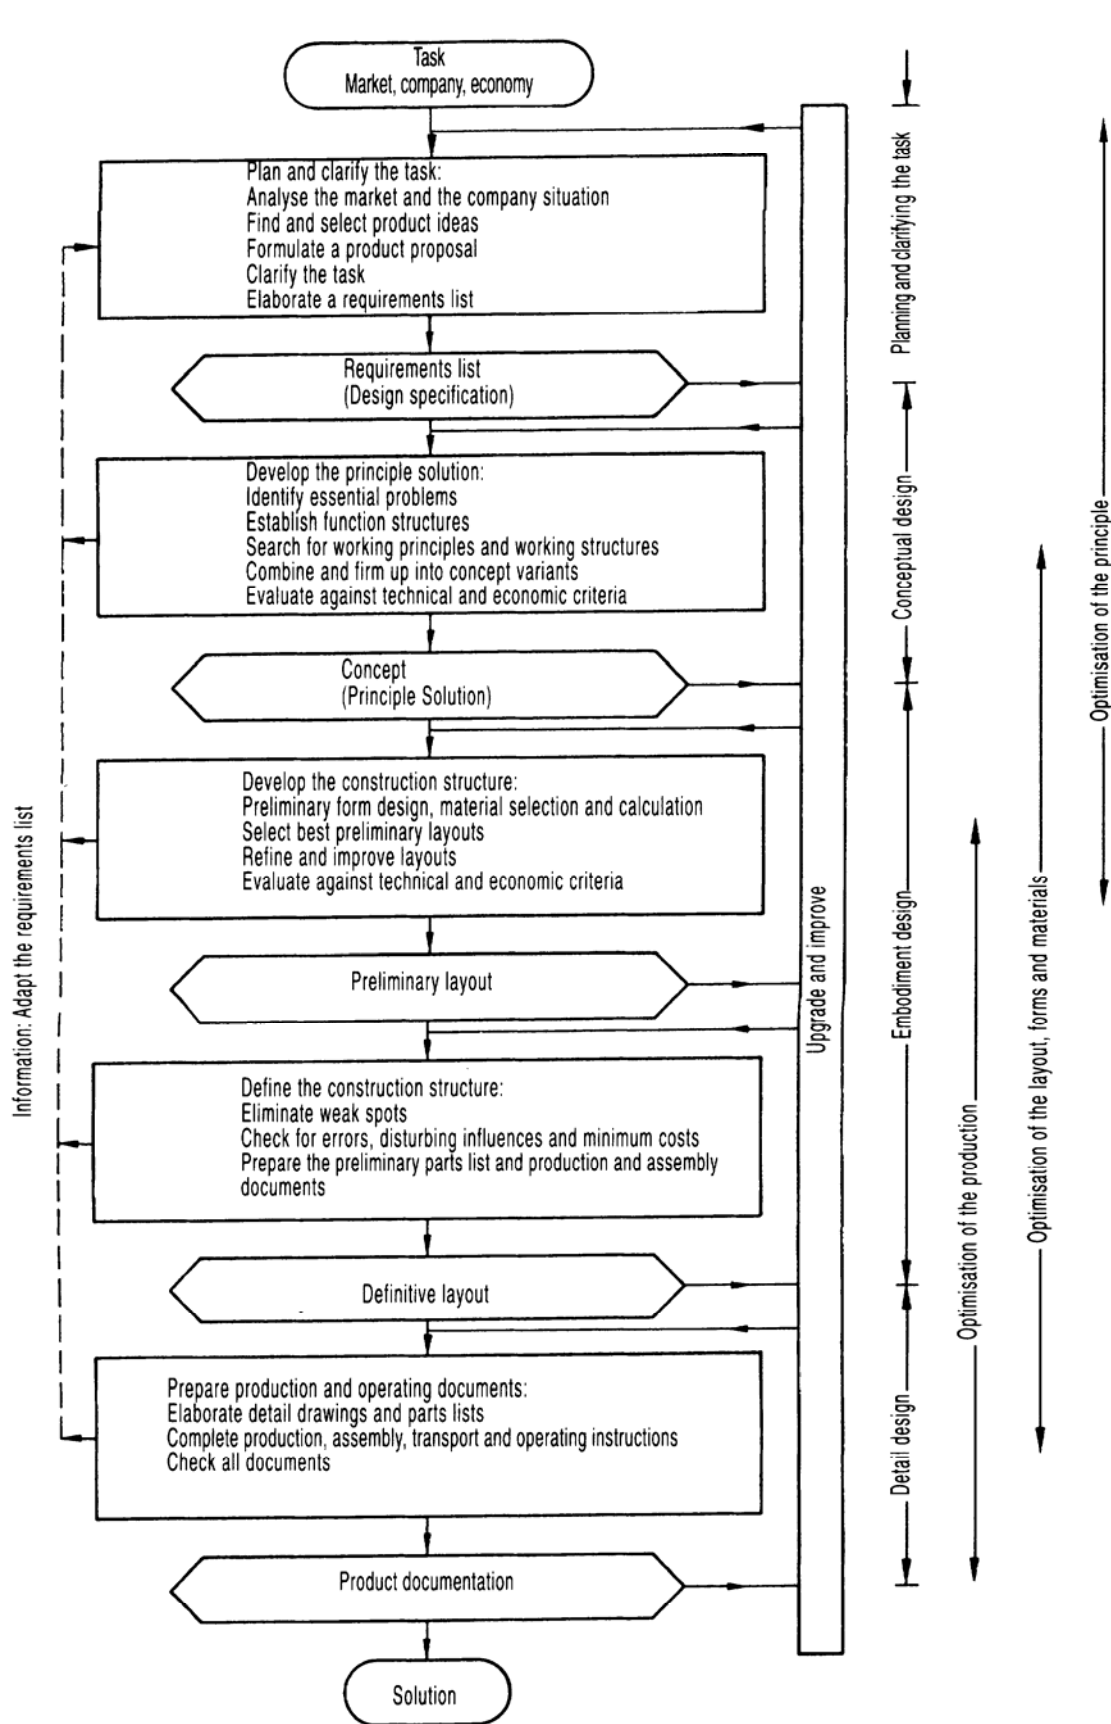 Task
Market, company, economy
Plan and clarify the task:
Analyse the market and the company situation
Find and select product ideas
Formulate a product proposal
Clarify the task
Elaborate a requirements list
Requirements list
(Design specification)
Develop the principle solution:
Identify essential problems
Establish function structures
Search for working principles and working structures
Combine and firm up into concept variants
Evaluate against technical and economic criteria
Concept
(Principle Solution)
Develop the construction structure:
Preliminary form design, material selection and calculation
Select best preliminary layouts
Refine and improve layouts
Evaluate against technical and economic criteria
Preliminary layout
Define the construction structure:
Eliminate weak spots
Check for errors, disturbing influences and minimum costs
Prepare the preliminary parts list and production and assembly
documents
Definitive layout
Prepare production and operating documents:
Elaborate detail drawings and parts lists
Complete production, assembly, transport and operating instructions
Check all documents
Product documentation
Solution
Information: Adapt the requirements list
Upgrade and improve
Planning and clarifying the task
Conceptual design
Embodiment design
Detail design
Optimisation of the production
Optimisation of the layout, forms and materials
Optimisation of the principle